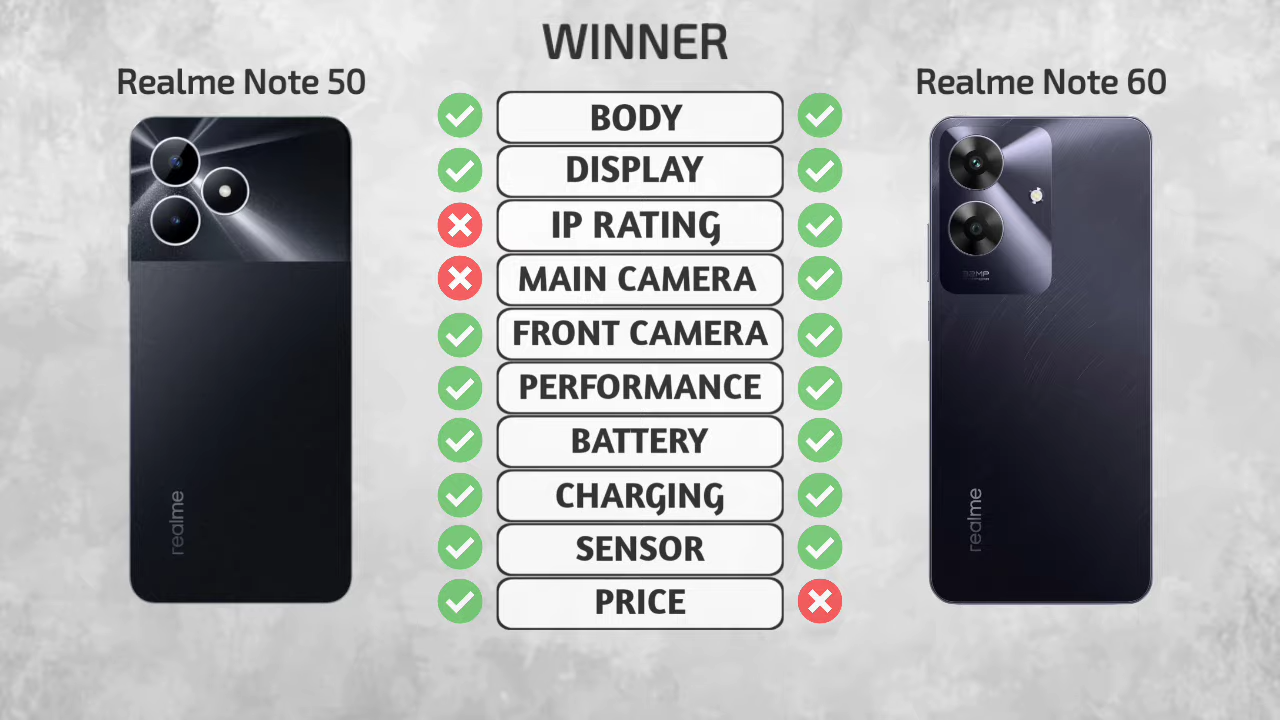 WINNER
Realme Note 50
Realme Note 60
BODY
DISPLAY
IP RATING
MAIN CAMERA
FRONT CAMERA
PERFORMANCE
BATTERY
CHARGING
SENSOR
PRICE
realme
realme